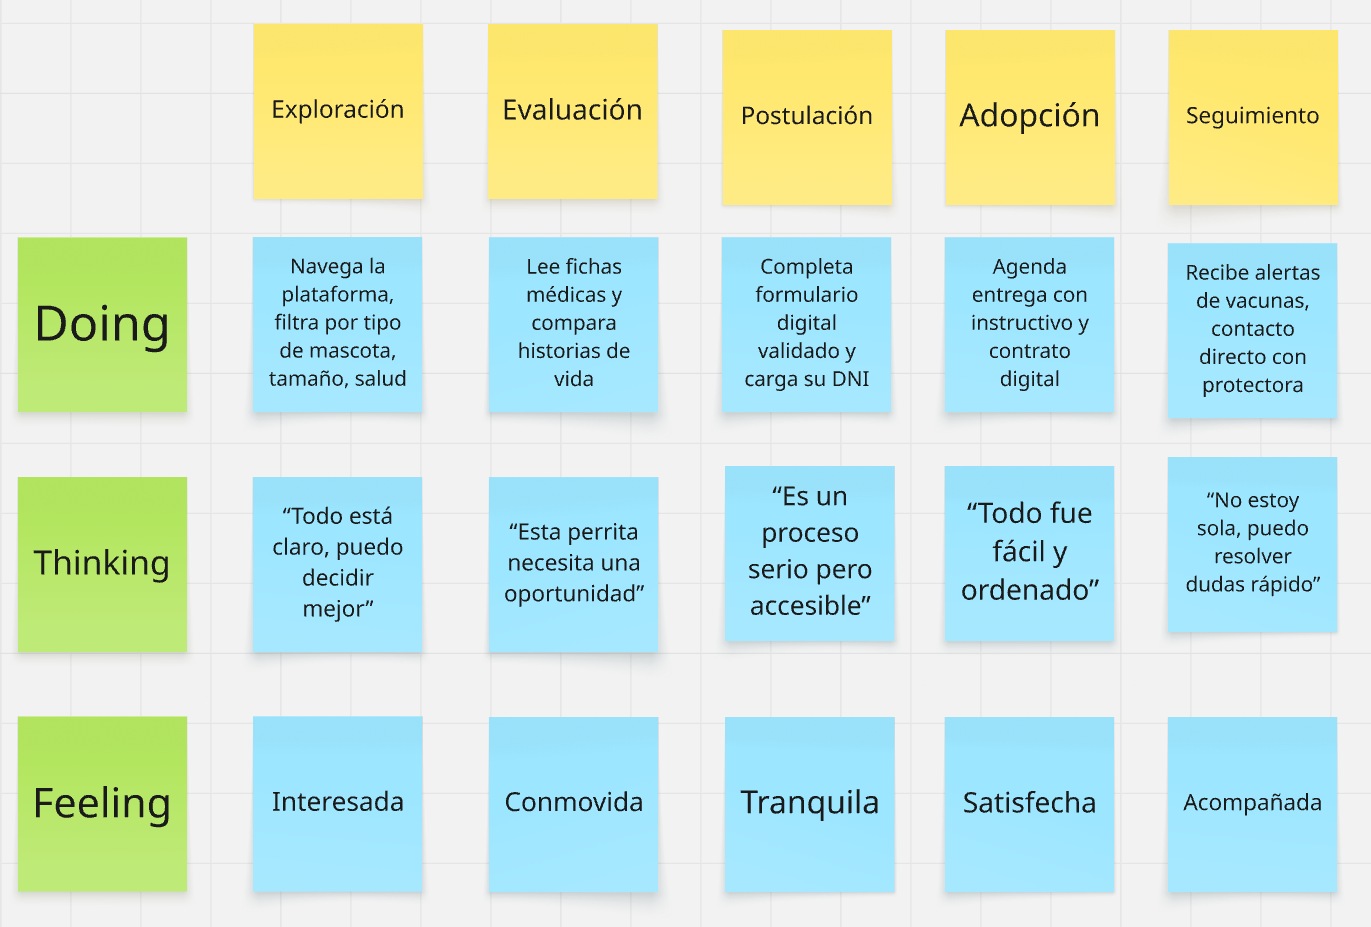 Exploración
Evaluación
Postulación
Adopción
Seguimiento
Doing
Navega la
plataforma,
filtra por tipo
de mascota,
tamaño, salud
Lee fichas
médicas y
compara
historias de
vida
Completa
formulario
digital
validado y
carga su DNI
Agenda
entrega con
instructivo y
contrato
digital
Recibe alertas
de vacunas,
contacto
directo con
protectora
Thinking
“Todo está
claro, puedo
decidir
mejor”
“Esta perrita
necesita una
oportunidad”
“Es un
proceso
serio pero
accesible”
“Todo fue
fácil y
ordenado”
“No estoy
sola, puedo
resolver
dudas rápido”
Feeling
Interesada
Conmovida
Tranquila
Satisfecha
Acompañada